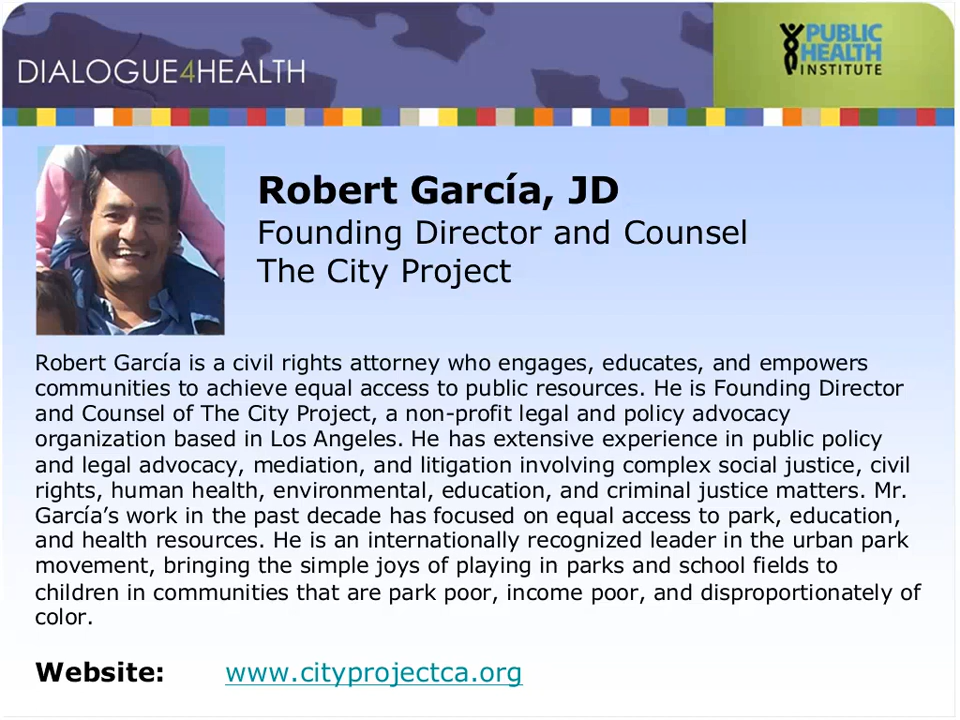 DIALOGUE4HEALTH
PUBLIC
HEALTH
INSTITUTE
Robert García, JD
Founding Director and Counsel
The City Project
Robert García is a civil rights attorney who engages, educates, and empowers
communities to achieve equal access to public resources. He is Founding Director
and Counsel of The City Project, a non-profit legal and policy advocacy
organization based in Los Angeles. He has extensive experience in public policy
and legal advocacy, mediation, and litigation involving complex social justice, civil
rights, human health, environmental, education, and criminal justice matters. Mr.
García’s work in the past decade has focused on equal access to park, education,
and health resources. He is an internationally recognized leader in the urban park
movement, bringing the simple joys of playing in parks and school fields to
children in communities that are park poor, income poor, and disproportionately of
color.
Website: www.cityprojectca.org